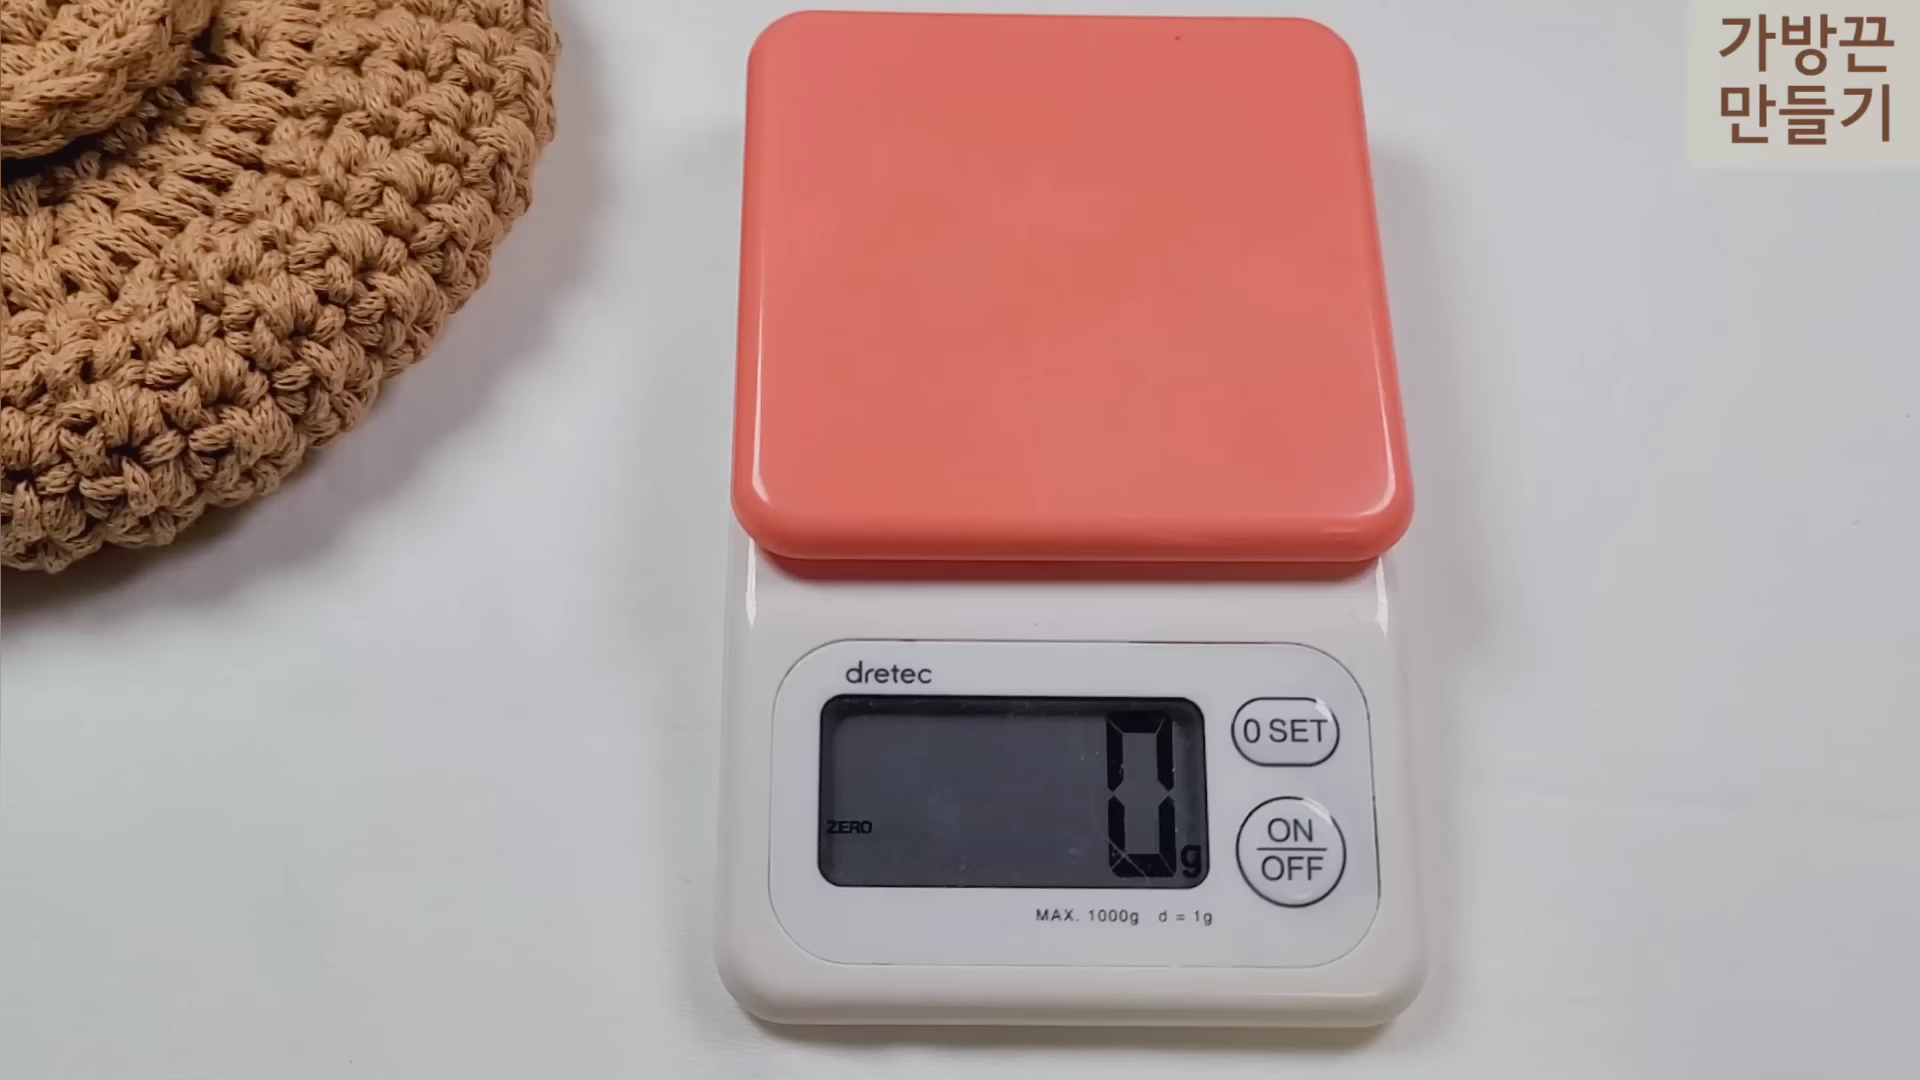 가방끈
만들기
dretec
0 SET
0g
ZERO
ON
OFF
MAX. 1000g d = 1g